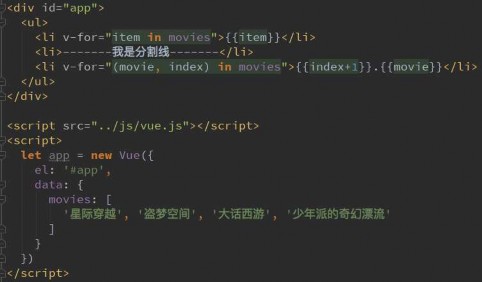 <div id="app">
<ul>
<li v-for="item in movies">{{item}}</li>
<li>-------我是分割线-------</li>
<li v-for="(movie, index) in movies">{{index+1}}.{{movie}}</li>
</ul>
</div>
<script src="../js/vue.js"></script>
<script>
let app = new Vue({
el: '#app',
data: {
movies: [
'星际穿越', '盗梦空间', '大话西游', '少年派的奇幻漂流'
]
}
})
</script>